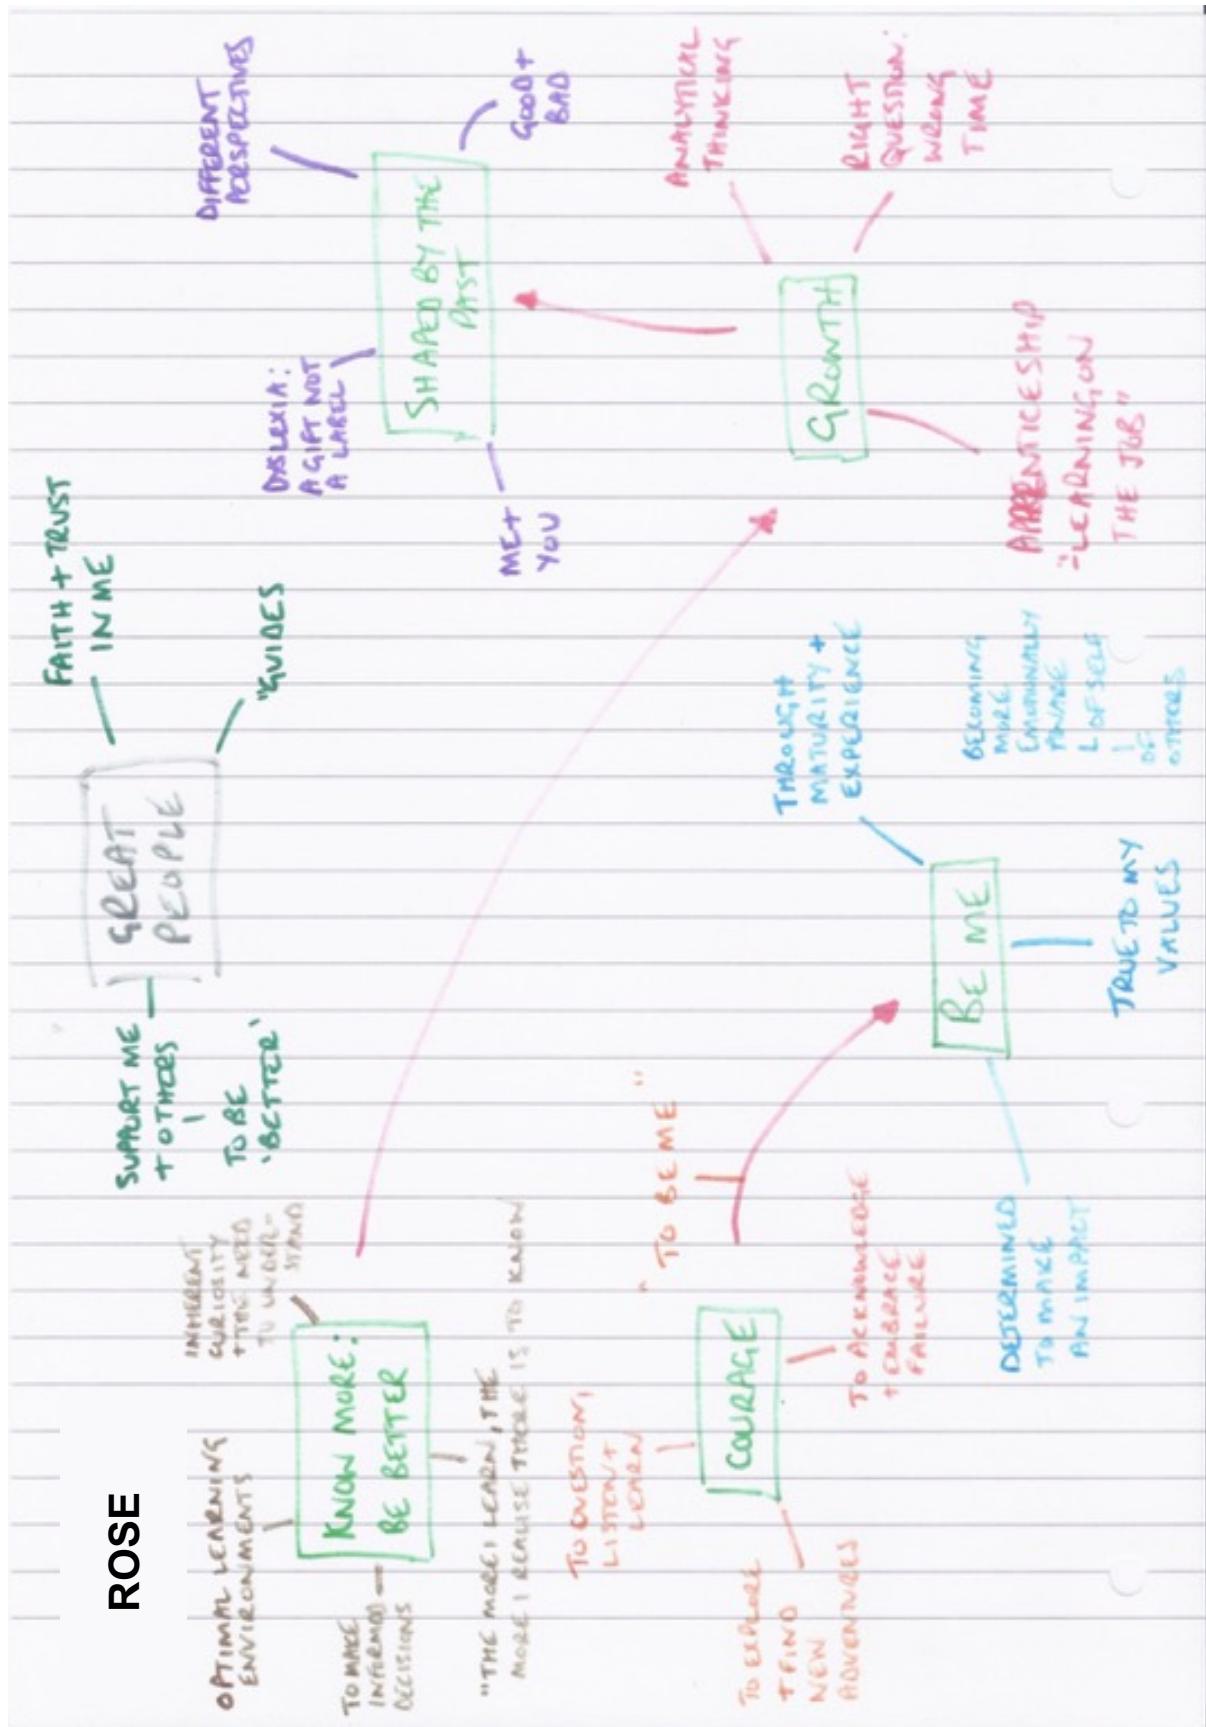 ROSE
OPTIMAL LEARNING
ENVIRONMENTS
INHERENT
CURIOSITY
+ THE NEED
TO UNDER-
STAND
KNOW MORE:
BE BETTER
TO MAKE
INFORMED
DECISIONS
"THE MORE I LEARN, THE
MORE I REALISE THERE IS TO KNOW
SUPPORT ME
+ OTHERS
TO BE
'BETTER'
GREAT
PEOPLE
FAITH + TRUST
IN ME
"GUIDES
DIFFERENT
PERSPECTIVES
DYSLEXIA:
A GIFT NOT
A LABEL
SHAPED BY THE
PAST
ME +
YOU
GOOD +
BAD
TO QUESTION,
LISTEN +
LEARN
"TO BE ME"
COURAGE
TO EXPLORE
+ FIND
NEW
ADVENTURES
TO ACKNOWLEDGE
+ EMBRACE
FAILURE
THROUGH
MATURITY +
EXPERIENCE
BE ME
DETERMINED
TO MAKE
AN IMPACT
TRUE TO MY
VALUES
BECOMING
MORE
EMOTIONALLY
AWARE
OF SELF
OF
OTHERS
ANALYTICAL
THINKING
GROWTH
RIGHT
QUESTION:
WRONG
TIME
APPRENTICESHIP
"LEARNING ON
THE JOB"